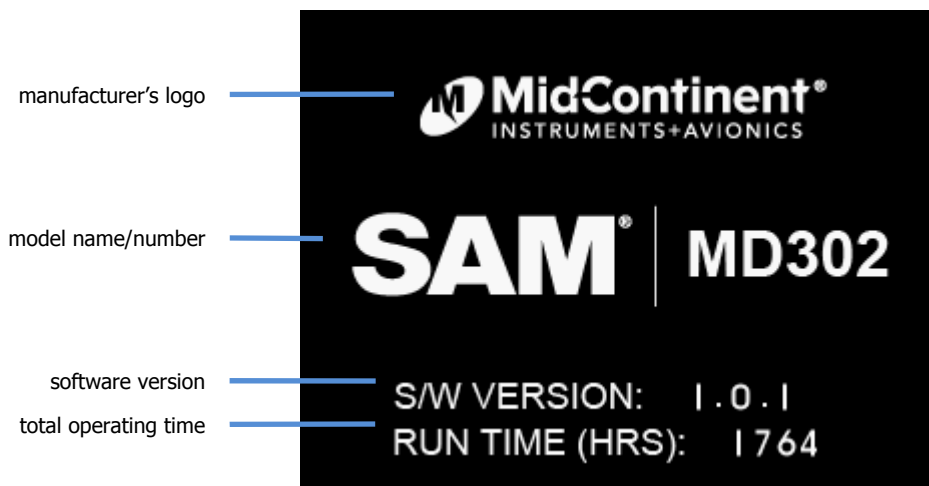 manufacturer's logo
MidContinent®
INSTRUMENTS+AVIONICS
model name/number
SAM® | MD302
software version
S/W VERSION: 1.0.1
total operating time
RUN TIME (HRS): 1764